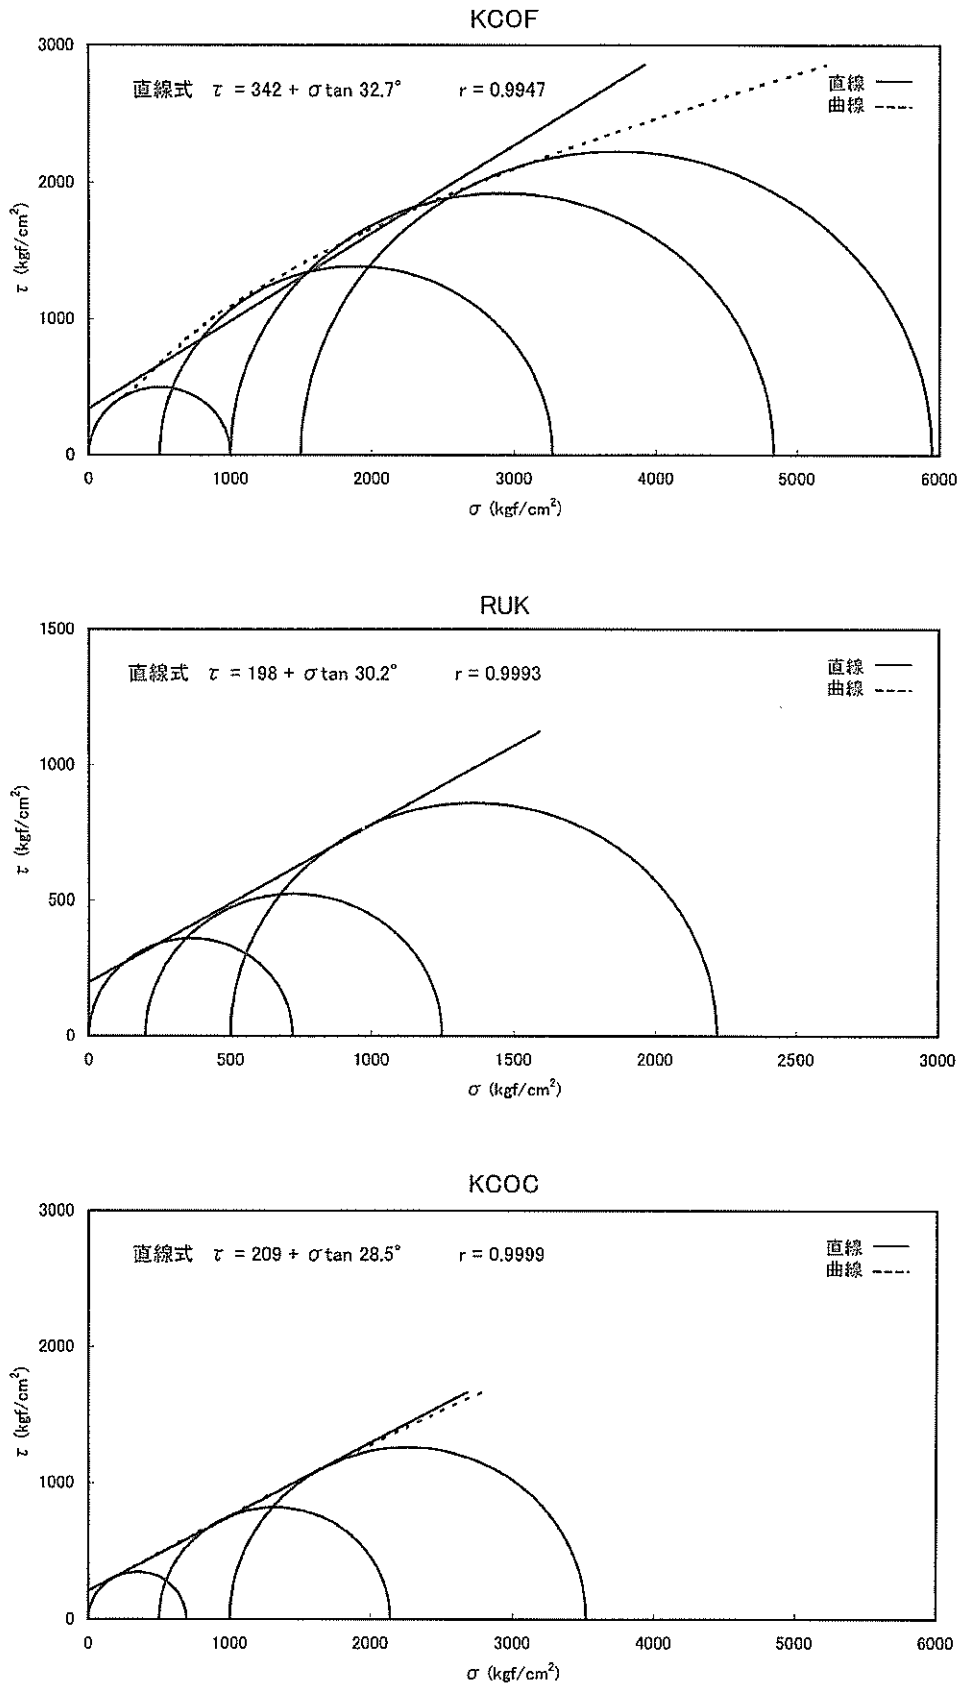 KCOF
3000
直線式 τ = 342 + σ tan 32.7° r = 0.9947
直線
曲線
2000
τ (kgf/cm²)
1000
0
0 1000 2000 3000 4000 5000 6000
σ (kgf/cm²)
RUK
1500
直線式 τ = 198 + σ tan 30.2° r = 0.9993
直線
曲線
1000
τ (kgf/cm²)
500
0
0 500 1000 1500 2000 2500 3000
σ (kgf/cm²)
KCOC
3000
直線式 τ = 209 + σ tan 28.5° r = 0.9999
直線
曲線
2000
τ (kgf/cm²)
1000
0
0 1000 2000 3000 4000 5000 6000
σ (kgf/cm²)